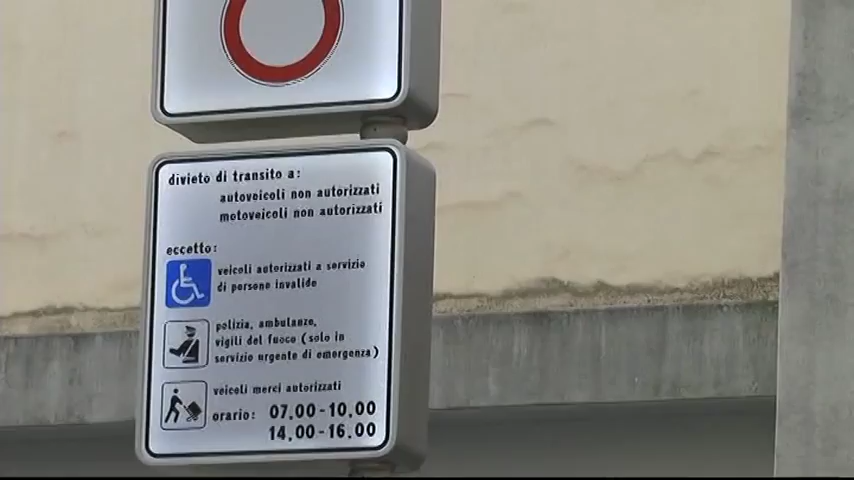 divieto di transito a:
autoveicoli non autorizzati
motoveicoli non autorizzati
eccetto:
veicoli autorizzati a servizio
di persone invalide
polizia, ambulanze,
vigili del fuoco (solo in
servizio urgente di emergenza)
veicoli merci autorizzati
orario: 07.00-10.00
14.00-16.00